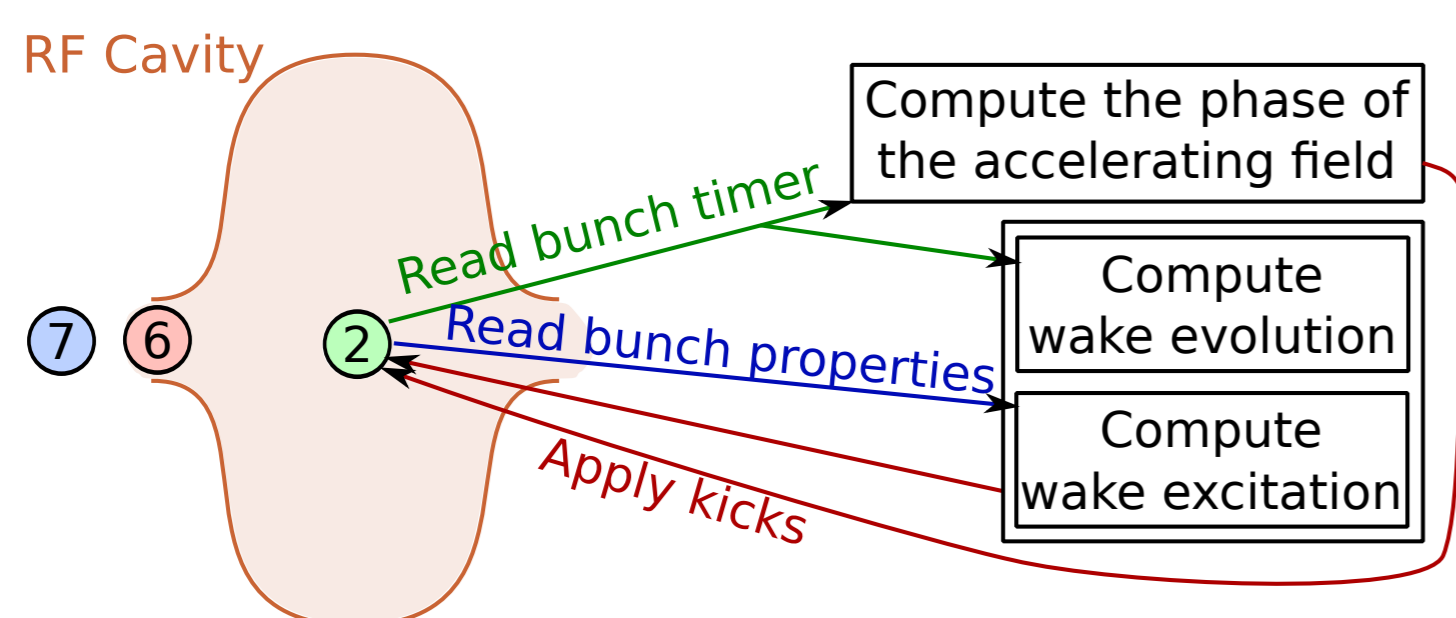 RF Cavity
Compute the phase of
the accelerating field
Read bunch timer
Compute
wake evolution
7
6
2
Read bunch properties
Compute
wake excitation
Apply kicks